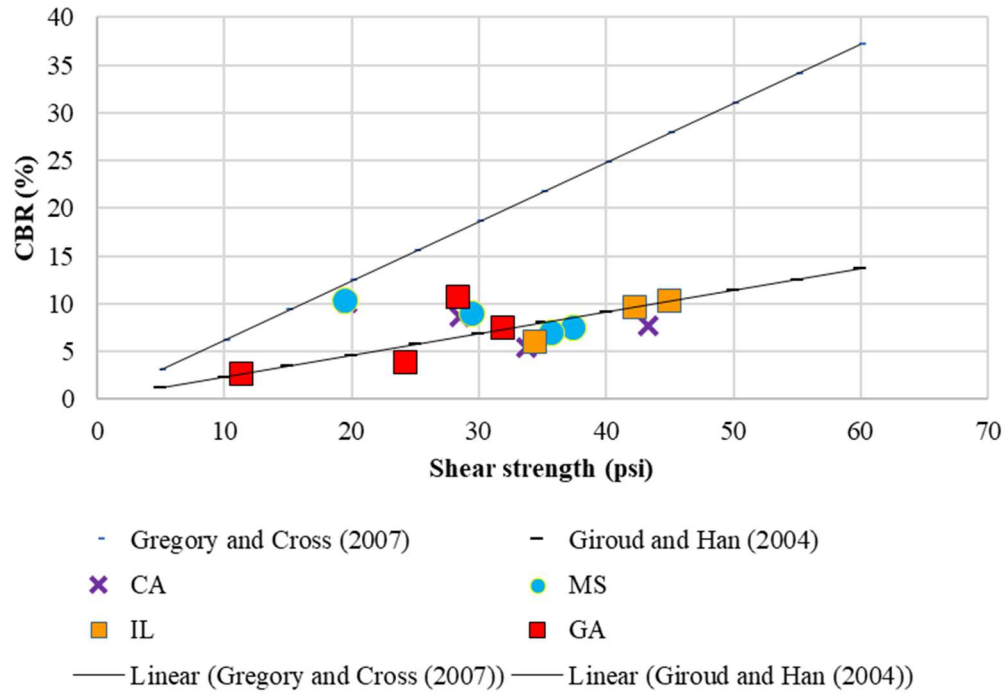 40
35
30
25
20
15
10
5
0
CBR (%)
0 10 20 30 40 50 60 70
Shear strength (psi)
Gregory and Cross (2007) Giroud and Han (2004)
CA MS
IL GA
Linear (Gregory and Cross (2007)) Linear (Giroud and Han (2004))